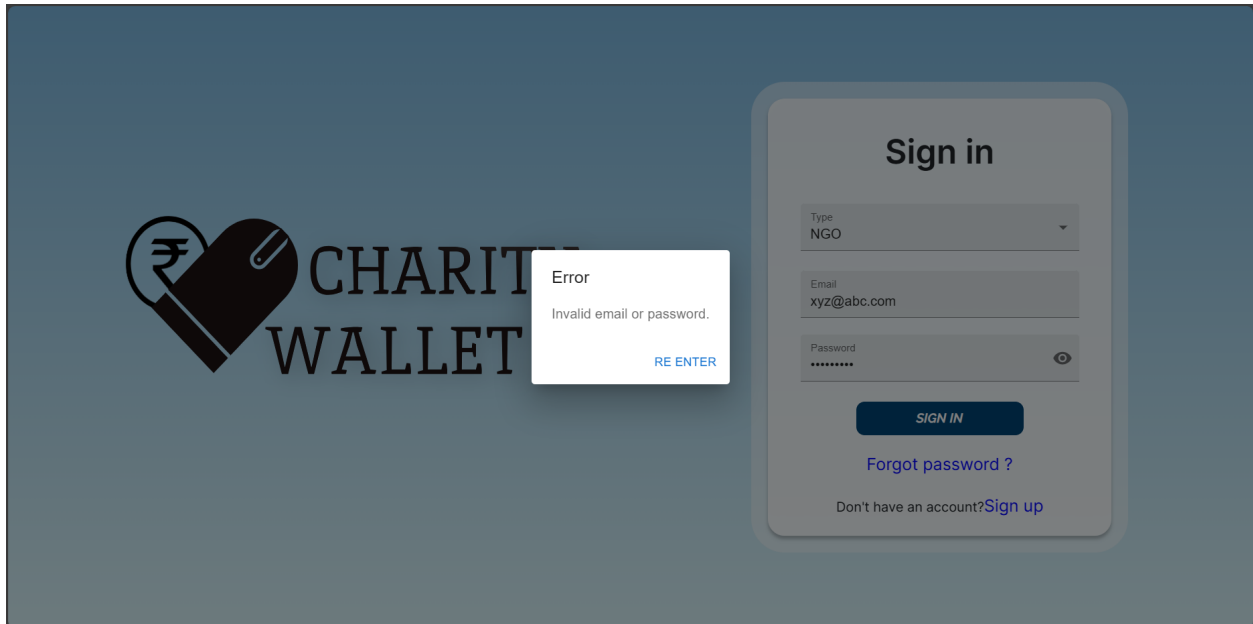 CHARIT
WALLET
Error
Invalid email or password.
RE ENTER
Sign in
Type
NGO
Email
xyz@abc.com
Password
•••••••••
SIGN IN
Forgot password ?
Don't have an account?Sign up